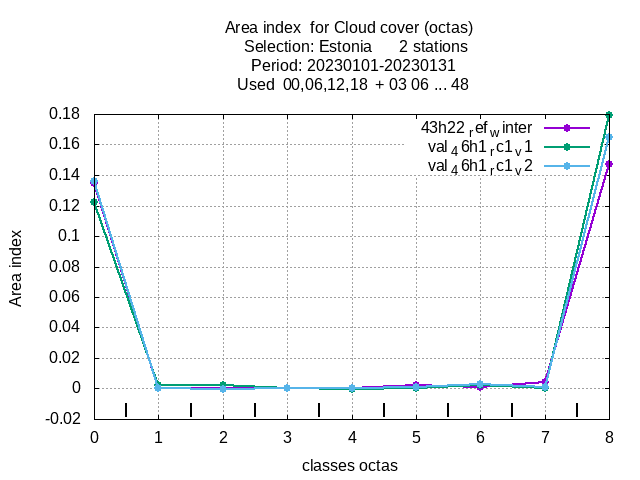 Area index  for Cloud cover (octas)
Selection: Estonia      2 stations
Period: 20230101-20230131
Used  00,06,12,18  + 03 06 ... 48
43h22_ref_winter
val_46h1_rc1_v1
val_46h1_rc1_v2
0.18
0.16
0.14
0.12
0.1
0.08
0.06
0.04
0.02
0
-0.02
Area index
0 1 2 3 4 5 6 7 8
classes octas